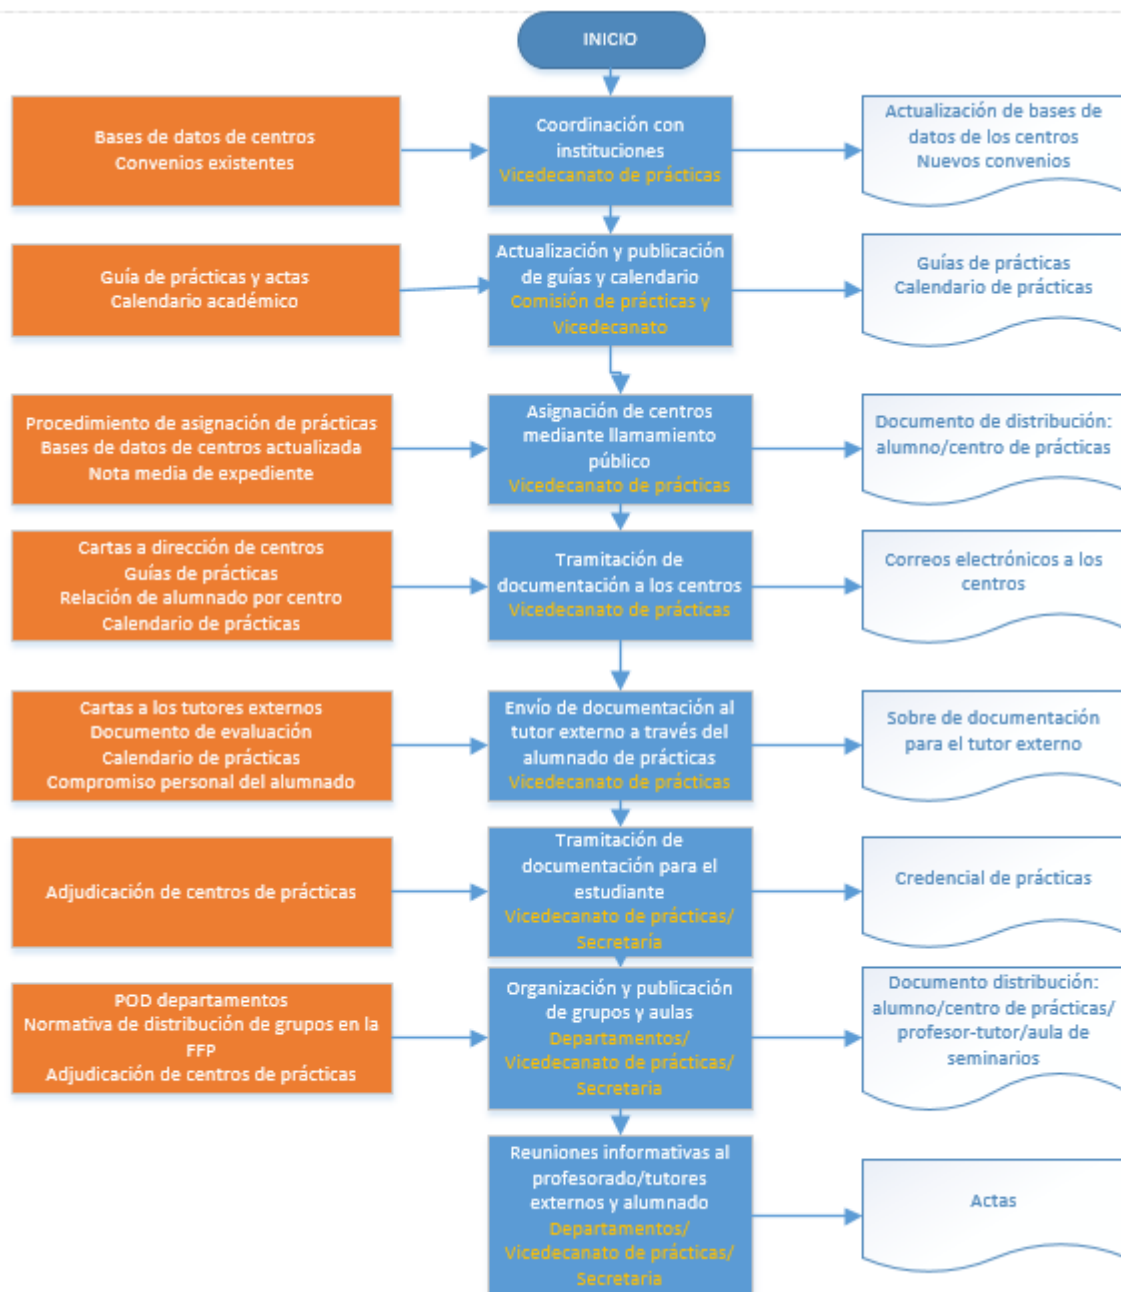 INICIO
Bases de datos de centros
Convenios existentes
Coordinación con
instituciones
Vicedecanato de prácticas
Actualización de bases de
datos de los centros
Nuevos convenios
Guía de prácticas y actas
Calendario académico
Actualización y publicación
de guías y calendario
Comisión de prácticas y
Vicedecanato
Guías de prácticas
Calendario de prácticas
Procedimiento de asignación de prácticas
Bases de datos de centros actualizada
Nota media de expediente
Asignación de centros
mediante llamamiento
público
Vicedecanato de prácticas
Documento de distribución:
alumno/centro de prácticas
Cartas a dirección de centros
Guías de prácticas
Relación de alumnado por centro
Calendario de prácticas
Tramitación de
documentación a los centros
Vicedecanato de prácticas
Correos electrónicos a los
centros
Cartas a los tutores externos
Documento de evaluación
Calendario de prácticas
Compromiso personal del alumnado
Envío de documentación al
tutor externo a través del
alumnado de prácticas
Vicedecanato de prácticas
Sobre de documentación
para el tutor externo
Adjudicación de centros de prácticas
Tramitación de
documentación para el
estudiante
Vicedecanato de prácticas/
Secretaría
Credencial de prácticas
POD departamentos
Normativa de distribución de grupos en la
FFP
Adjudicación de centros de prácticas
Organización y publicación
de grupos y aulas
Departamentos/
Vicedecanato de prácticas/
Secretaria
Documento distribución:
alumno/centro de prácticas/
profesor-tutor/aula de
seminarios
Reuniones informativas al
profesorado/tutores
externos y alumnado
Departamentos/
Vicedecanato de prácticas/
Secretaria
Actas